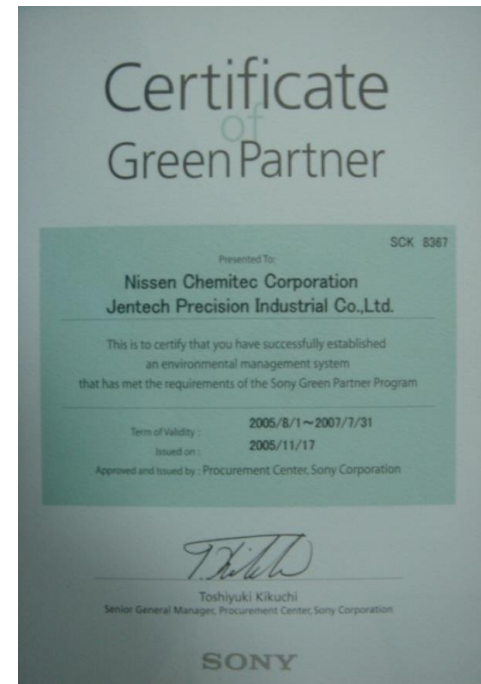 Certificate
of
Green Partner
SCK 8367
Presented To:
Nissen Chemitec Corporation
Jentech Precision Industrial Co.,Ltd.
This is to certify that you have successfully established
an environmental management system
that has met the requirements of the Sony Green Partner Program
Term of Validity : 2005/8/1~2007/7/31
Issued on : 2005/11/17
Approved and Issued by : Procurement Center, Sony Corporation
Toshiyuki Kikuchi
Senior General Manager, Procurement Center, Sony Corporation
SONY